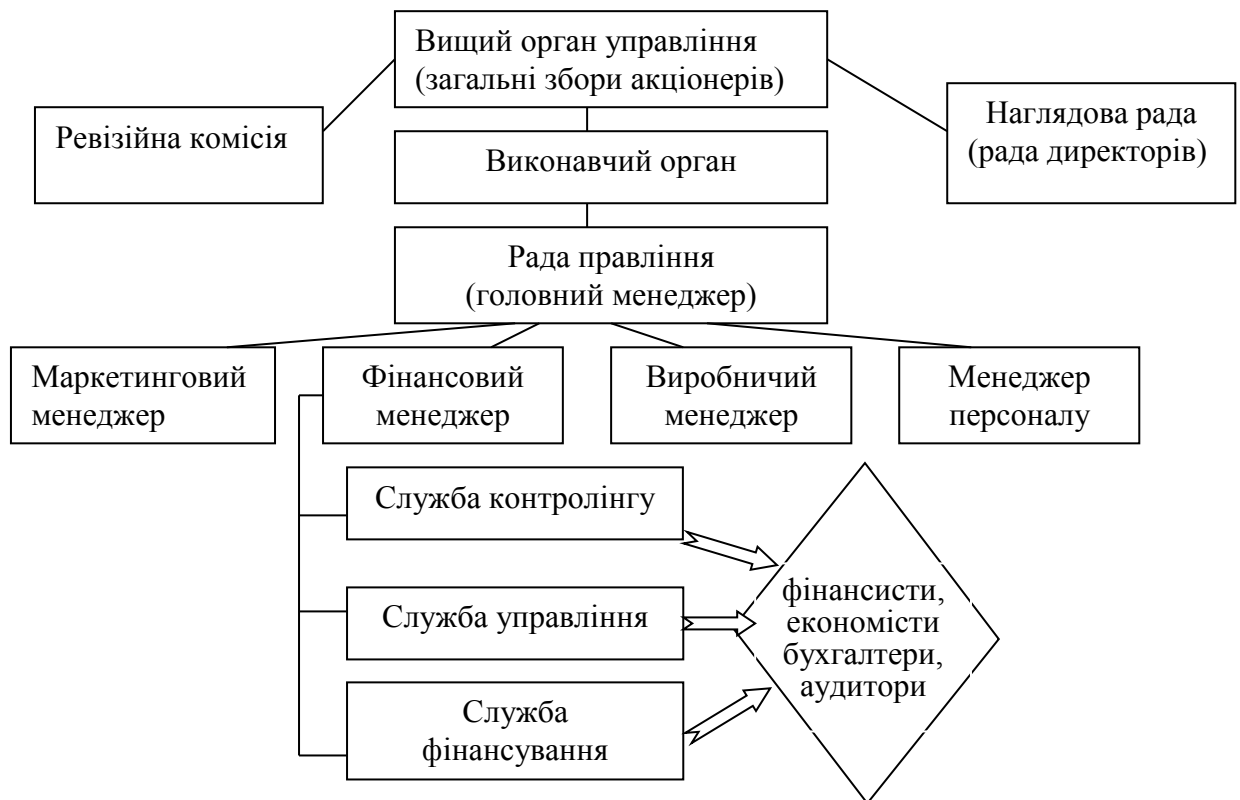 Вищий орган управління
(загальні збори акціонерів)
Ревізійна комісія
Наглядова рада
(рада директорів)
Виконавчий орган
Рада правління
(головний менеджер)
Маркетинговий
менеджер
Фінансовий
менеджер
Виробничий
менеджер
Менеджер
персоналу
Служба контролінгу
Служба управління
Служба
фінансування
фінансисти,
економісти
бухгалтери,
аудитори